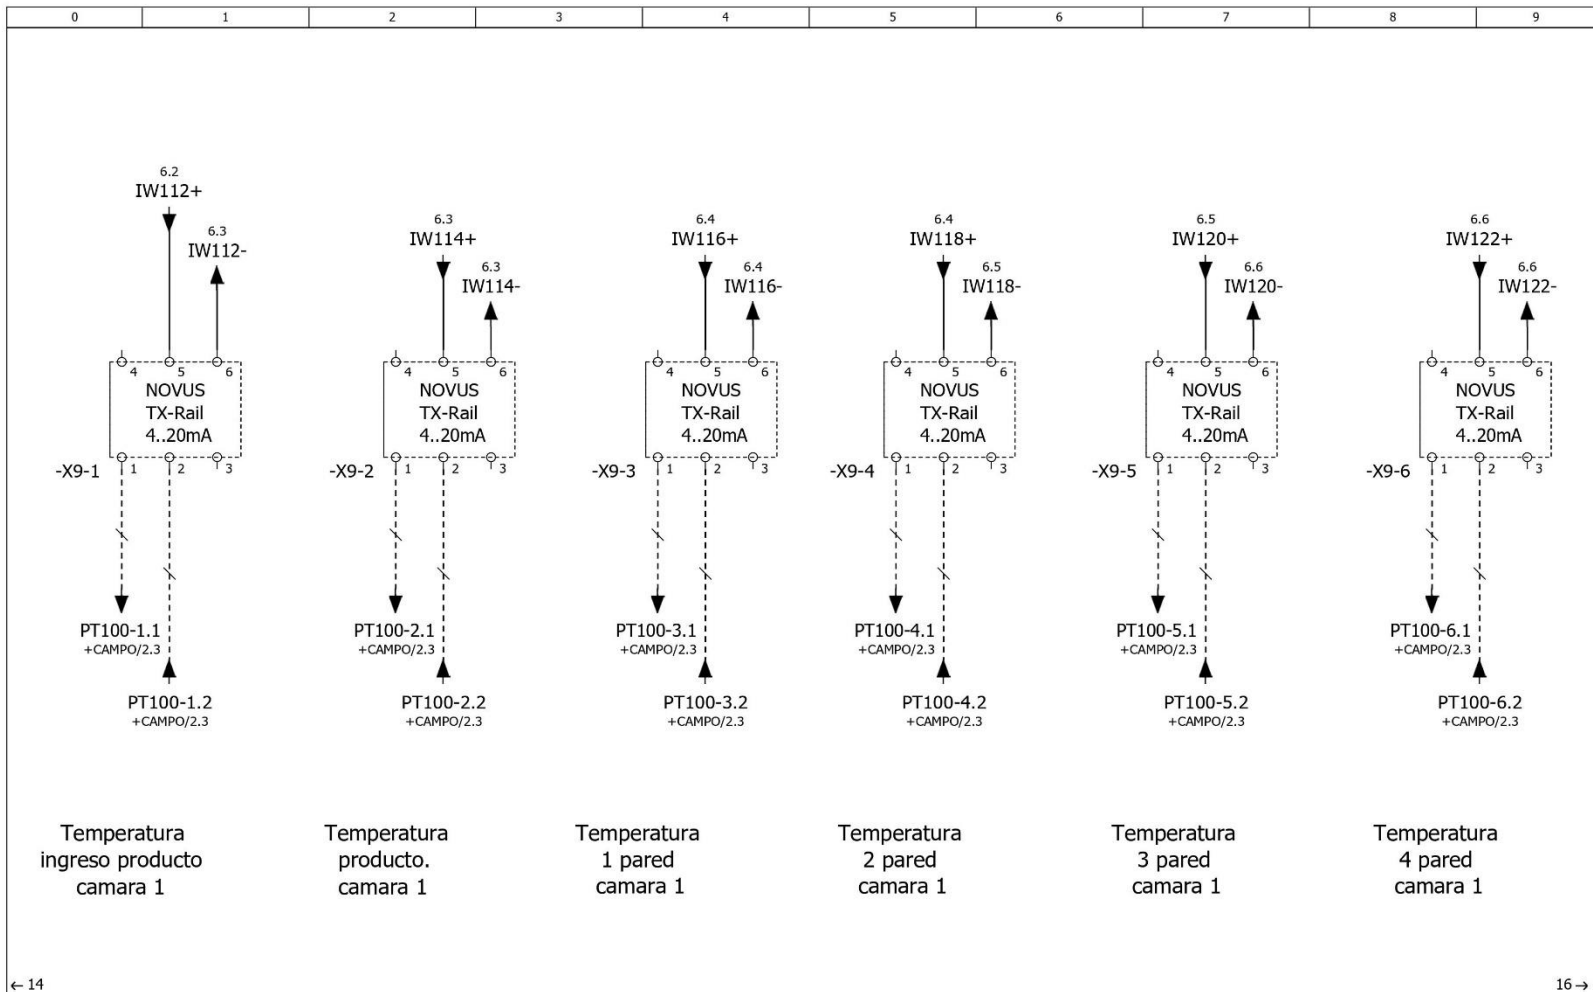 0 1 2 3 4 5 6 7 8 9
6.2
IW112+
6.3
IW112-
4 5 6
NOVUS
TX-Rail
4..20mA
-X9-1
1 2 3
PT100-1.1
+CAMPO/2.3
PT100-1.2
+CAMPO/2.3
Temperatura
ingreso producto
camara 1
6.3
IW114+
6.3
IW114-
4 5 6
NOVUS
TX-Rail
4..20mA
-X9-2
1 2 3
PT100-2.1
+CAMPO/2.3
PT100-2.2
+CAMPO/2.3
Temperatura
producto.
camara 1
6.4
IW116+
6.4
IW116-
4 5 6
NOVUS
TX-Rail
4..20mA
-X9-3
1 2 3
PT100-3.1
+CAMPO/2.3
PT100-3.2
+CAMPO/2.3
Temperatura
1 pared
camara 1
6.4
IW118+
6.5
IW118-
4 5 6
NOVUS
TX-Rail
4..20mA
-X9-4
1 2 3
PT100-4.1
+CAMPO/2.3
PT100-4.2
+CAMPO/2.3
Temperatura
2 pared
camara 1
6.5
IW120+
6.6
IW120-
4 5 6
NOVUS
TX-Rail
4..20mA
-X9-5
1 2 3
PT100-5.1
+CAMPO/2.3
PT100-5.2
+CAMPO/2.3
Temperatura
3 pared
camara 1
6.6
IW122+
6.6
IW122-
4 5 6
NOVUS
TX-Rail
4..20mA
-X9-6
1 2 3
PT100-6.1
+CAMPO/2.3
PT100-6.2
+CAMPO/2.3
Temperatura
4 pared
camara 1
← 14
16 →